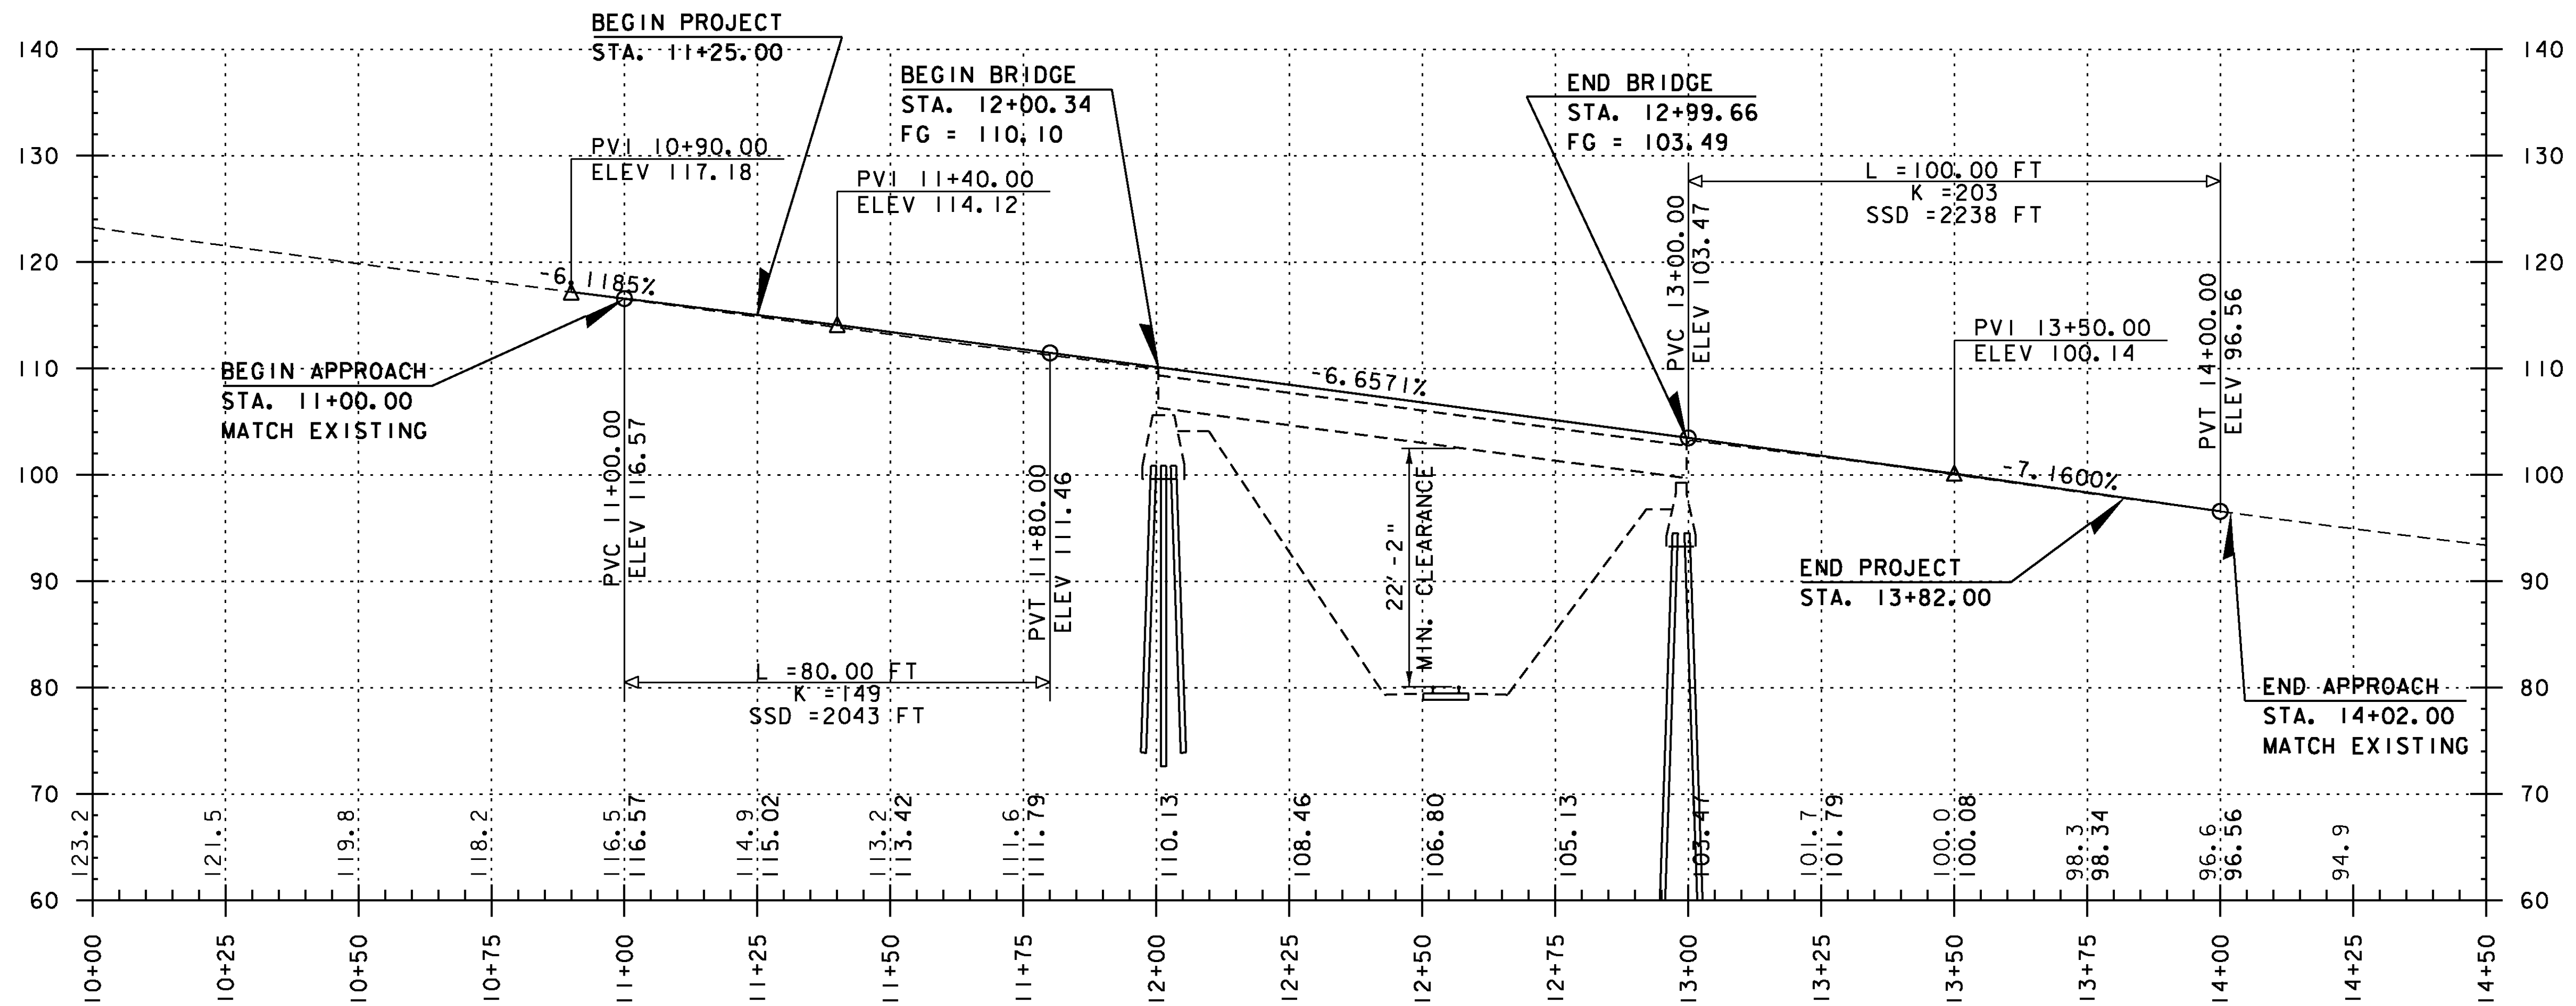 BEGIN PROJECT
STA. 11+25.00
BEGIN BRIDGE
STA. 12+00.34
FG = 110.10
END BRIDGE
STA. 12+99.66
FG = 103.49
140
140
130
130
120
120
110
110
100
100
90
90
80
80
70
70
60
60
PVI 10+90.00
ELEV 117.18
PVI 11+40.00
ELEV 114.12
L =100.00 FT
K =203
SSD =2238 FT
-6.1185%
BEGIN APPROACH
STA. 11+00.00
MATCH EXISTING
PVC 11+00.00
ELEV 116.57
PVT 11+80.00
ELEV 111.46
L =80.00 FT
K =149
SSD =2043 FT
-6.6571%
22'-2"
MIN. CLEARANCE
PVC 13+00.00
ELEV 103.47
PVI 13+50.00
ELEV 100.14
-7.1600%
PVT 14+00.00
ELEV 96.56
END PROJECT
STA. 13+82.00
END APPROACH
STA. 14+02.00
MATCH EXISTING
123.2
121.5
119.8
118.2
116.5
116.57
114.9
115.02
113.2
113.42
111.6
111.79
110.13
108.46
106.80
105.13
103.47
101.7
101.79
100.0
100.08
98.3
98.34
96.6
96.56
94.9
10+00
10+25
10+50
10+75
11+00
11+25
11+50
11+75
12+00
12+25
12+50
12+75
13+00
13+25
13+50
13+75
14+00
14+25
14+50